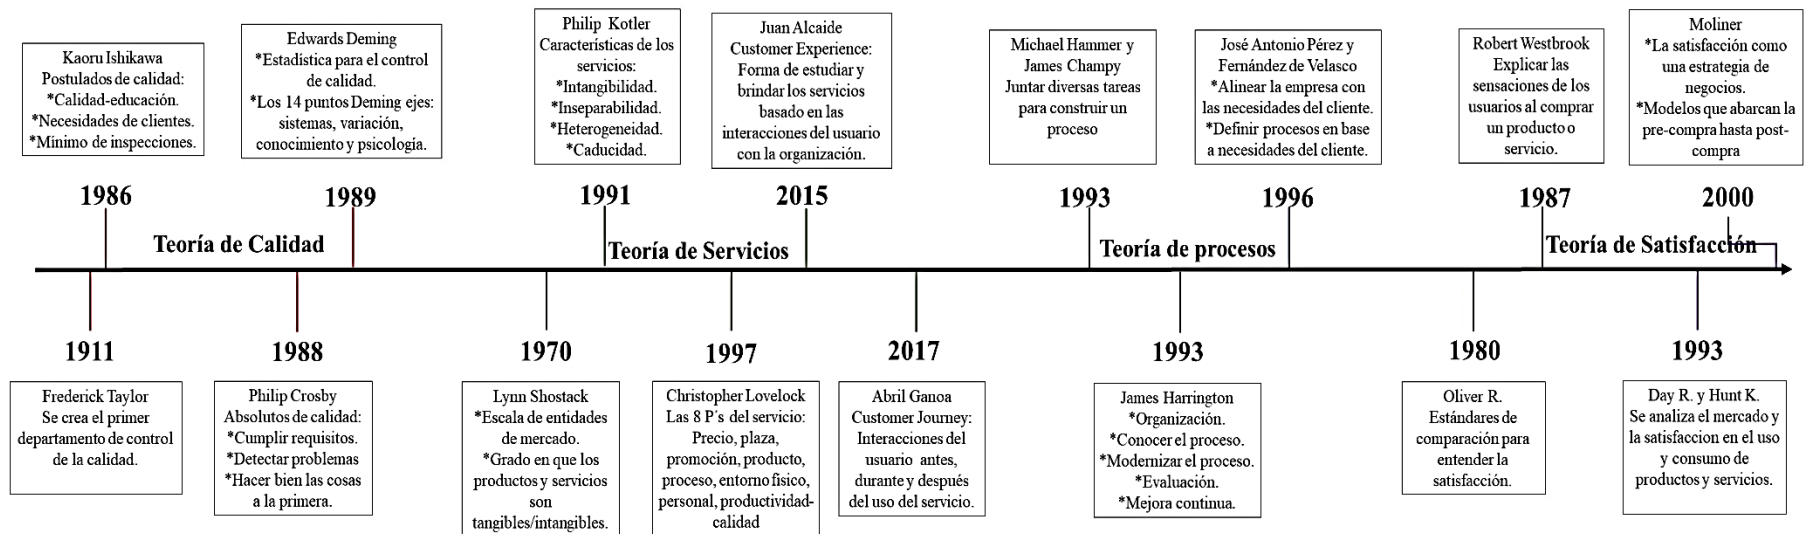 Kaoru Ishikawa
Postulados de calidad:
*Calidad-educación.
*Necesidades de clientes.
*Mínimo de inspecciones.
1986
Edwards Deming
*Estadística para el control
de calidad.
*Los 14 puntos Deming ejes:
sistemas, variación,
conocimiento y psicología.
1989
Philip Kotler
Características de los
servicios:
*Intangibilidad.
*Inseparabilidad.
*Heterogeneidad.
*Caducidad.
1991
Juan Alcaide
Customer Experience:
Forma de estudiar y
brindar los servicios
basado en las
interacciones del usuario
con la organización.
2015
Michael Hammer y
James Champy
Juntar diversas tareas
para construir un
proceso
1993
José Antonio Pérez y
Fernández de Velasco
*Alinear la empresa con
las necesidades del cliente.
*Definir procesos en base
a necesidades del cliente.
1996
Robert Westbrook
Explicar las
sensaciones de los
usuarios al comprar
un producto o
servicio.
1987
Moliner
*La satisfacción como
una estrategia de
negocios.
*Modelos que abarcan la
pre-compra hasta post-
compra
2000
Teoría de Calidad
Teoría de Servicios
Teoría de procesos
Teoría de Satisfacción
1911
Frederick Taylor
Se crea el primer
departamento de control
de la calidad.
1988
Philip Crosby
Absolutos de calidad:
*Cumplir requisitos.
*Detectar problemas
*Hacer bien las cosas
a la primera.
1970
Lynn Shostack
*Escala de entidades
de mercado.
*Grado en que los
productos y servicios
son
tangibles/intangibles.
1997
Christopher Lovelock
Las 8 P´s del servicio:
Precio, plaza,
promoción, producto,
proceso, entorno físico,
personal, productividad-
calidad
2017
Abril Ganoa
Customer Journey:
Interacciones del
usuario antes,
durante y después
del uso del servicio.
1993
James Harrington
*Organización.
*Conocer el proceso.
*Modernizar el proceso.
*Evaluación.
*Mejora continua.
1980
Oliver R.
Estándares de
comparación para
entender la
satisfacción.
1993
Day R. y Hunt K.
Se analiza el mercado y
la satisfaccion en el uso
y consumo de
productos y servicios.